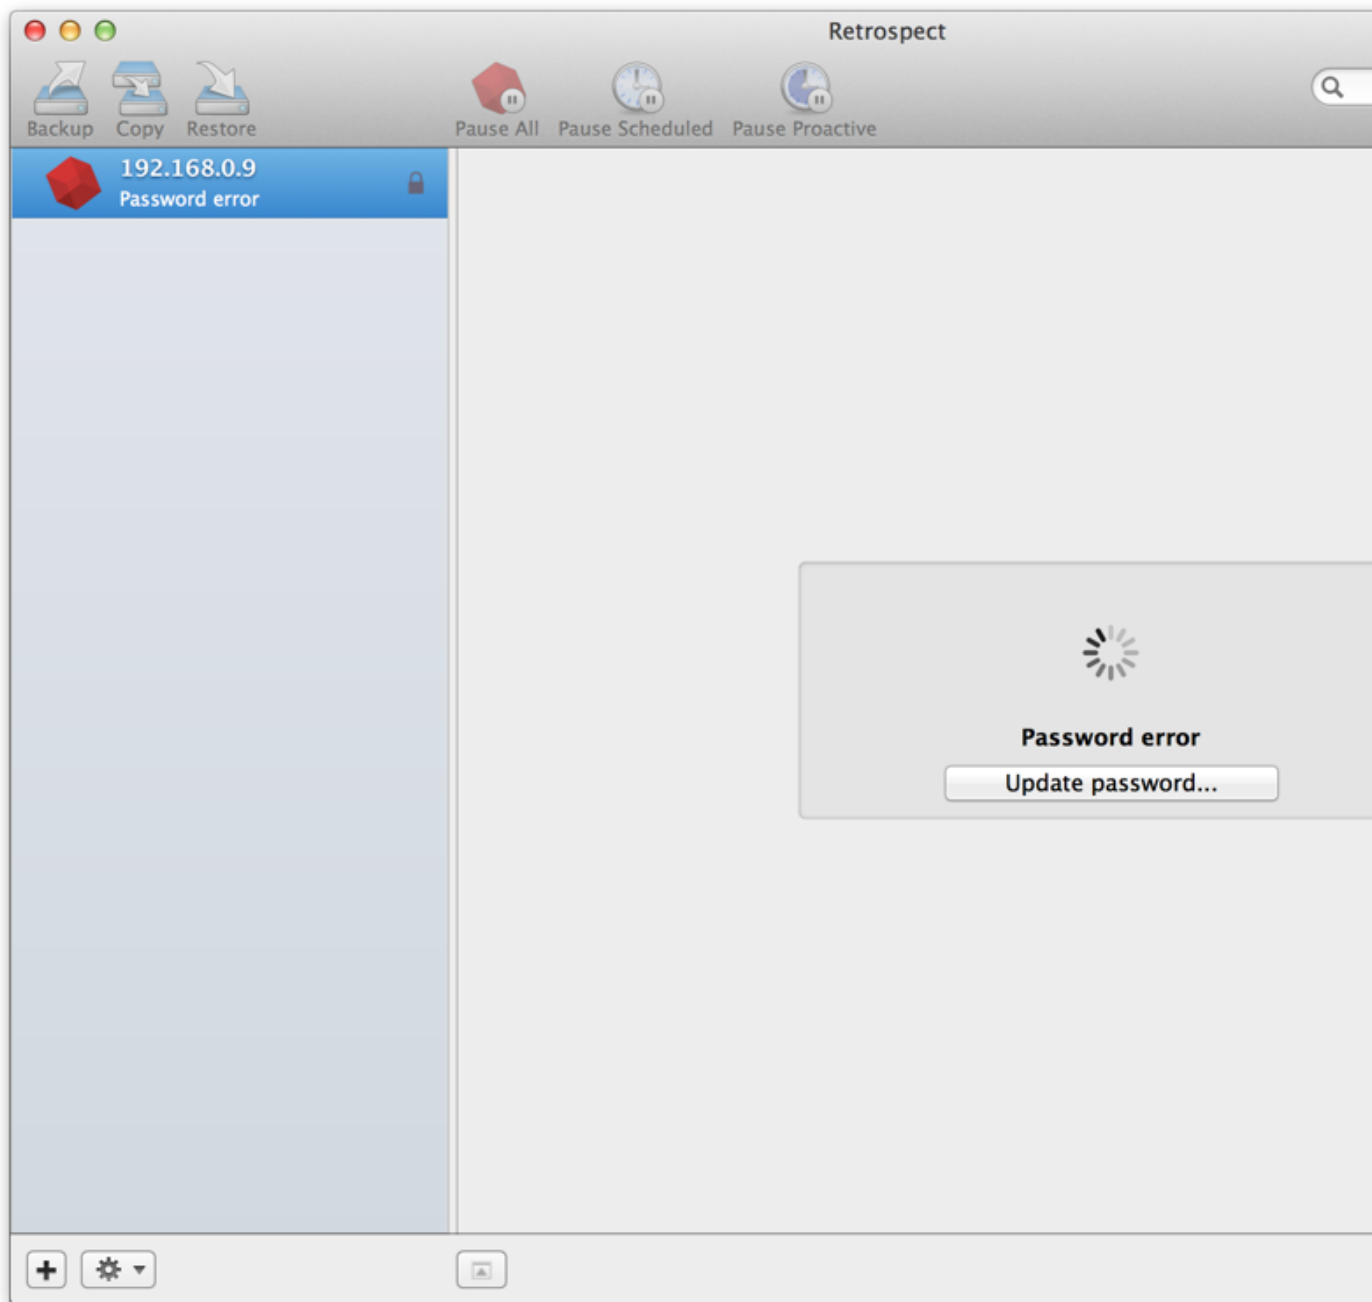 Retrospect
Backup Copy Restore Pause All Pause Scheduled Pause Proactive
192.168.0.9
Password error
Password error
Update password...